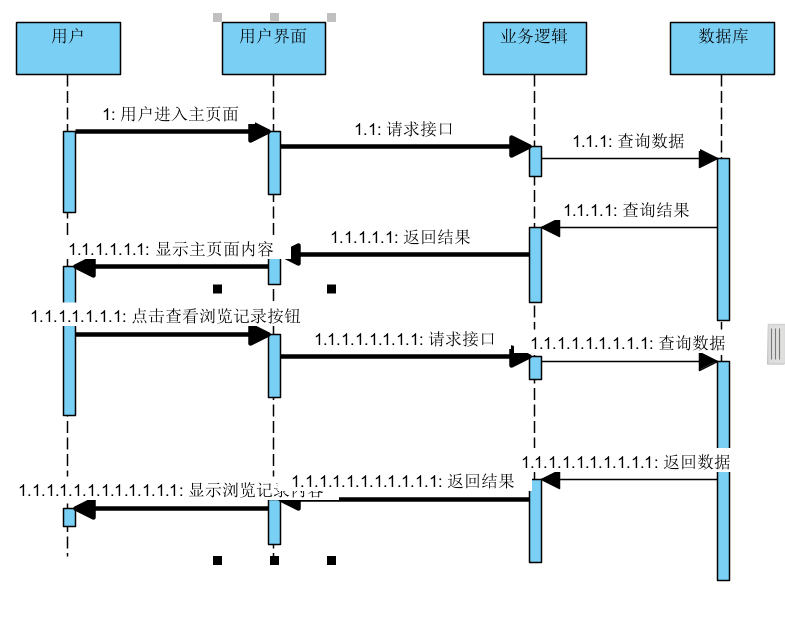 用户
用户界面
业务逻辑
数据库
1: 用户进入主页面
1.1: 请求接口
1.1.1: 查询数据
1.1.1.1: 查询结果
1.1.1.1.1: 返回结果
1.1.1.1.1.1: 显示主页面内容
1.1.1.1.1.1.1: 点击查看浏览记录按钮
1.1.1.1.1.1.1.1: 请求接口
1.1.1.1.1.1.1.1.1: 查询数据
1.1.1.1.1.1.1.1.1.1: 返回数据
1.1.1.1.1.1.1.1.1.1.1: 返回结果
1.1.1.1.1.1.1.1.1.1.1.1: 显示浏览记录内容